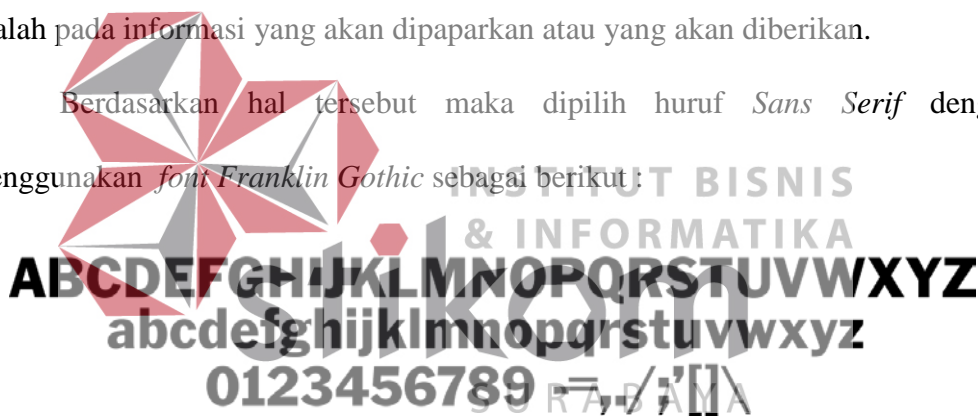 alah pada informasi yang akan dipaparkan atau yang akan diberikan.
Berdasarkan hal tersebut maka dipilih huruf Sans Serif deng
enggunakan font Franklin Gothic sebagai berikut :
INSTITUT BISNIS
& INFORMATIKA
stikom
SURABAYA
ABCDEFGHIJKLMNOPQRSTUVWXYZ
abcdefghijklmnopqrstuvwxyz
0123456789 -=,./;'[]\